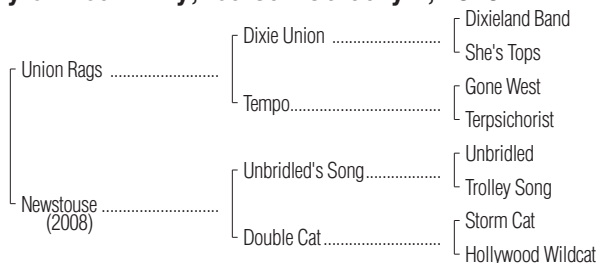 Dixieland Band
Dixie Union
She's Tops
Union Rags
Gone West
Tempo
Terpsichorist
Unbridled
Unbridled's Song
Trolley Song
Newstouse
(2008)
Storm Cat
Double Cat
Hollywood Wildcat